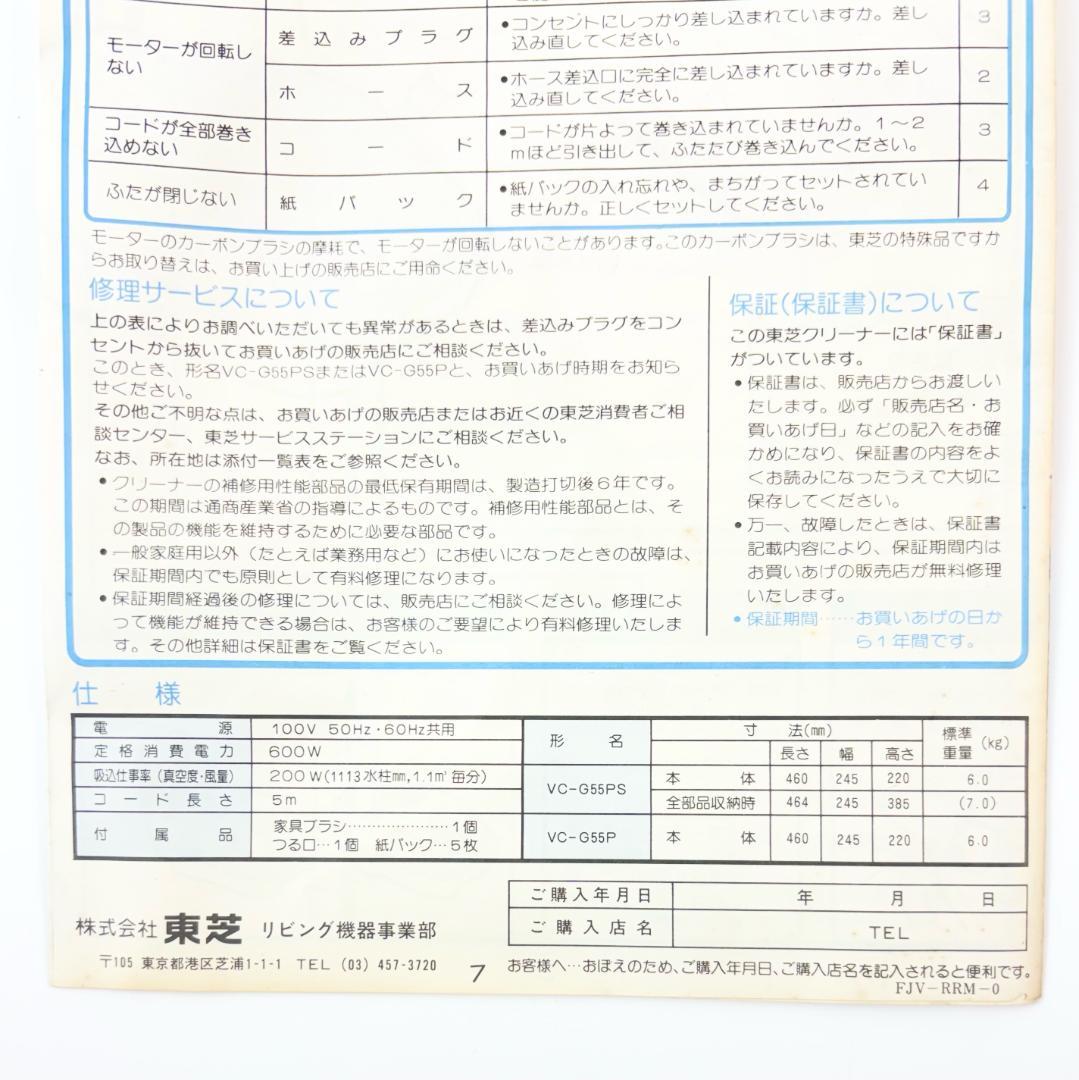 モーターが回転し
ない
差込みプラグ
•コンセントにしっかり差し込まれていますか。差し
込み直してください。
3
ホース
•ホース差込口に完全に差し込まれていますか。差し
込み直してください。
2
コードが全部巻き
込めない
コード
•コードが片よって巻き込まれていませんか。1～2
mほど引き出して、ふたたび巻き込んでください。
3
ふたが閉じない
紙パック
•紙パックの入れ忘れや、まちがってセットされてい
ませんか。正しくセットしてください。
4
モーターのカーボンブラシの摩耗で、モーターが回転しないことがあります。このカーボンブラシは、東芝の特殊品ですか
らお取り替えは、お買い上げの販売店にご用命ください。
修理サービスについて
上の表によりお調べいただいても異常があるときは、差込みプラグをコン
セントから抜いてお買いあげの販売店にご相談ください。
このとき、形名VC-G55PSまたはVC-G55Pと、お買いあげ時期をお知ら
せください。
その他ご不明な点は、お買いあげの販売店またはお近くの東芝消費者ご相
談センター、東芝サービスステーションにご相談ください。
なお、所在地は添付一覧表をご参照ください。
•クリーナーの補修用性能部品の最低保有期間は、製造打切後6年です。
この期間は通商産業省の指導によるものです。補修用性能部品とは、そ
の製品の機能を維持するために必要な部品です。
•一般家庭用以外（たとえば業務用など）にお使いになったときの故障は、
保証期間内でも原則として有料修理になります。
•保証期間経過後の修理については、販売店にご相談ください。修理によ
って機能が維持できる場合は、お客様のご要望により有料修理いたしま
す。その他詳細は保証書をご覧ください。
保証（保証書）について
この東芝クリーナーには「保証書」
がついています。
•保証書は、販売店からお渡しい
たします。必ず「販売店名・お
買いあげ日」などの記入をお確
かめになり、保証書の内容をよ
くお読みになったうえで大切に
保存してください。
•万一、故障したときは、保証書
記載内容により、保証期間内は
お買いあげの販売店が無料修理
いたします。
•保証期間……お買いあげの日か
ら1年間です。
仕様
電源 100V 50Hz・60Hz共用
定格消費電力 600W
吸込仕事率（真空度・風量） 200W(1113水柱mm,1.1m³毎分)
コード長さ 5m
付属品 家具ブラシ…………………1個
つる口…1個 紙パック…5枚
形名 寸法(mm) 標準重量(kg)
長さ 幅 高さ
VC-G55PS 本体 460 245 220 6.0
全部品収納時 464 245 385 (7.0)
VC-G55P 本体 460 245 220 6.0
ご購入年月日 年 月 日
ご購入店名 TEL
株式会社 東芝 リビング機器事業部
〒105 東京都港区芝浦1-1-1 TEL (03) 457-3720
7
お客様へ…おぼえのため、ご購入年月日、ご購入店名を記入されると便利です。
FJV-RRM-0